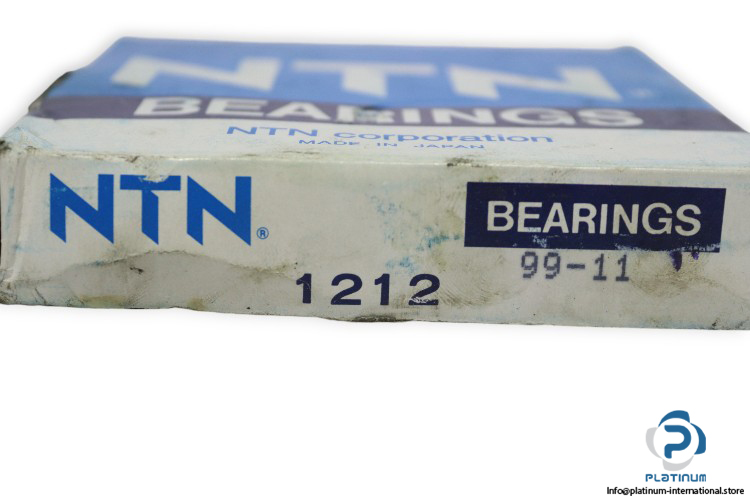 NTN.
BEARINGS
NTN corporation
MADE IN JAPAN
NTN®
BEARINGS
99-11
1212
PLATINUM
Info@platinum-international.store